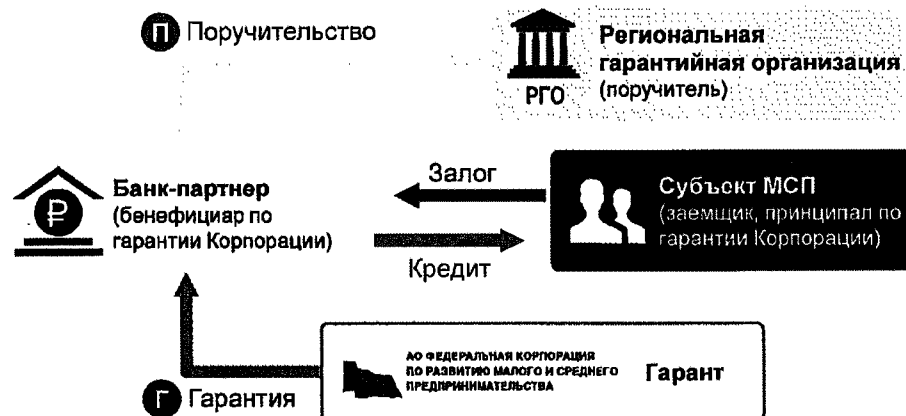 П Поручительство
Региональная
гарантийная организация
(поручитель)
РГО
Залог
Банк-партнер
(бенефициар по
гарантии Корпорации)
Субъект МСП
(заемщик, принципал по
гарантии Корпорации)
Кредит
АО ФЕДЕРАЛЬНАЯ КОРПОРАЦИЯ
ПО РАЗВИТИЮ МАЛОГО И СРЕДНЕГО
ПРЕДПРИНИМАТЕЛЬСТВА
Гарант
Г Гарантия